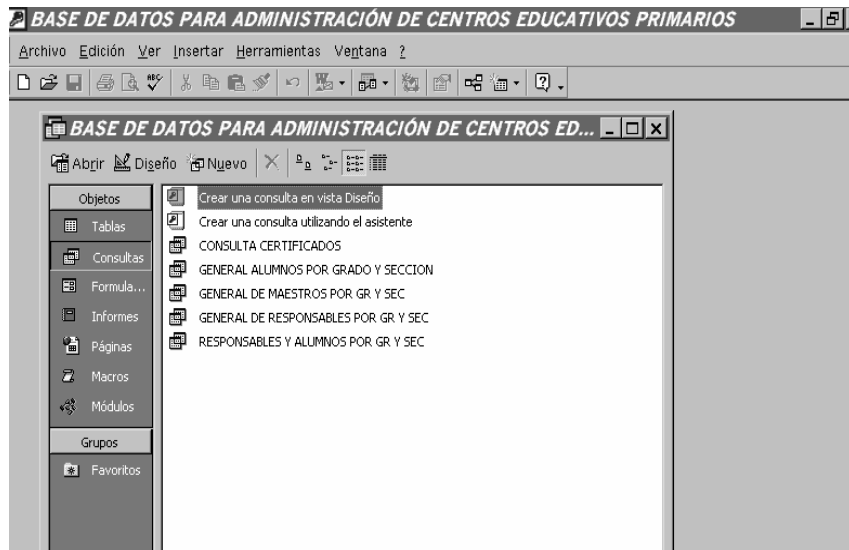 BASE DE DATOS PARA ADMINISTRACIÓN DE CENTROS EDUCATIVOS PRIMARIOS
Archivo Edición Ver Insertar Herramientas Ventana ?
BASE DE DATOS PARA ADMINISTRACIÓN DE CENTROS ED...
Abrir Diseño Nuevo
Objetos
Tablas
Consultas
Formula...
Informes
Páginas
Macros
Módulos
Grupos
Favoritos
Crear una consulta en vista Diseño
Crear una consulta utilizando el asistente
CONSULTA CERTIFICADOS
GENERAL ALUMNOS POR GRADO Y SECCION
GENERAL DE MAESTROS POR GR Y SEC
GENERAL DE RESPONSABLES POR GR Y SEC
RESPONSABLES Y ALUMNOS POR GR Y SEC